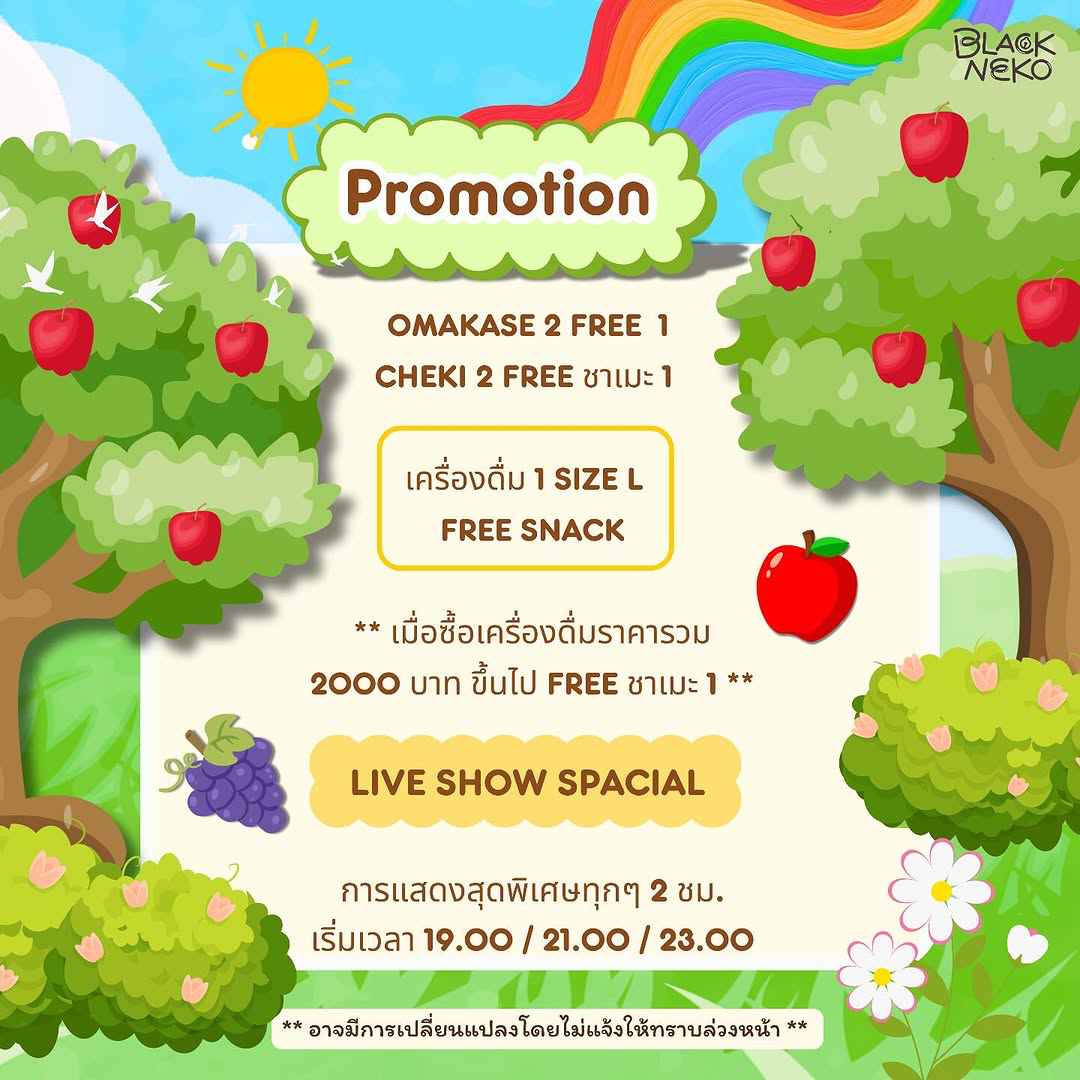 BLACK
NEKO
Promotion
OMAKASE 2 FREE 1
CHEKI 2 FREE ชาเมะ 1
เครื่องดื่ม 1 SIZE L
FREE SNACK
** เมื่อซื้อเครื่องดื่มราคารวม
2000 บาท ขึ้นไป FREE ชาเมะ 1 **
LIVE SHOW SPACIAL
การแสดงสุดพิเศษทุกๆ 2 ชม.
เริ่มเวลา 19.00 / 21.00 / 23.00
** อาจมีการเปลี่ยนแปลงโดยไม่แจ้งให้ทราบล่วงหน้า **